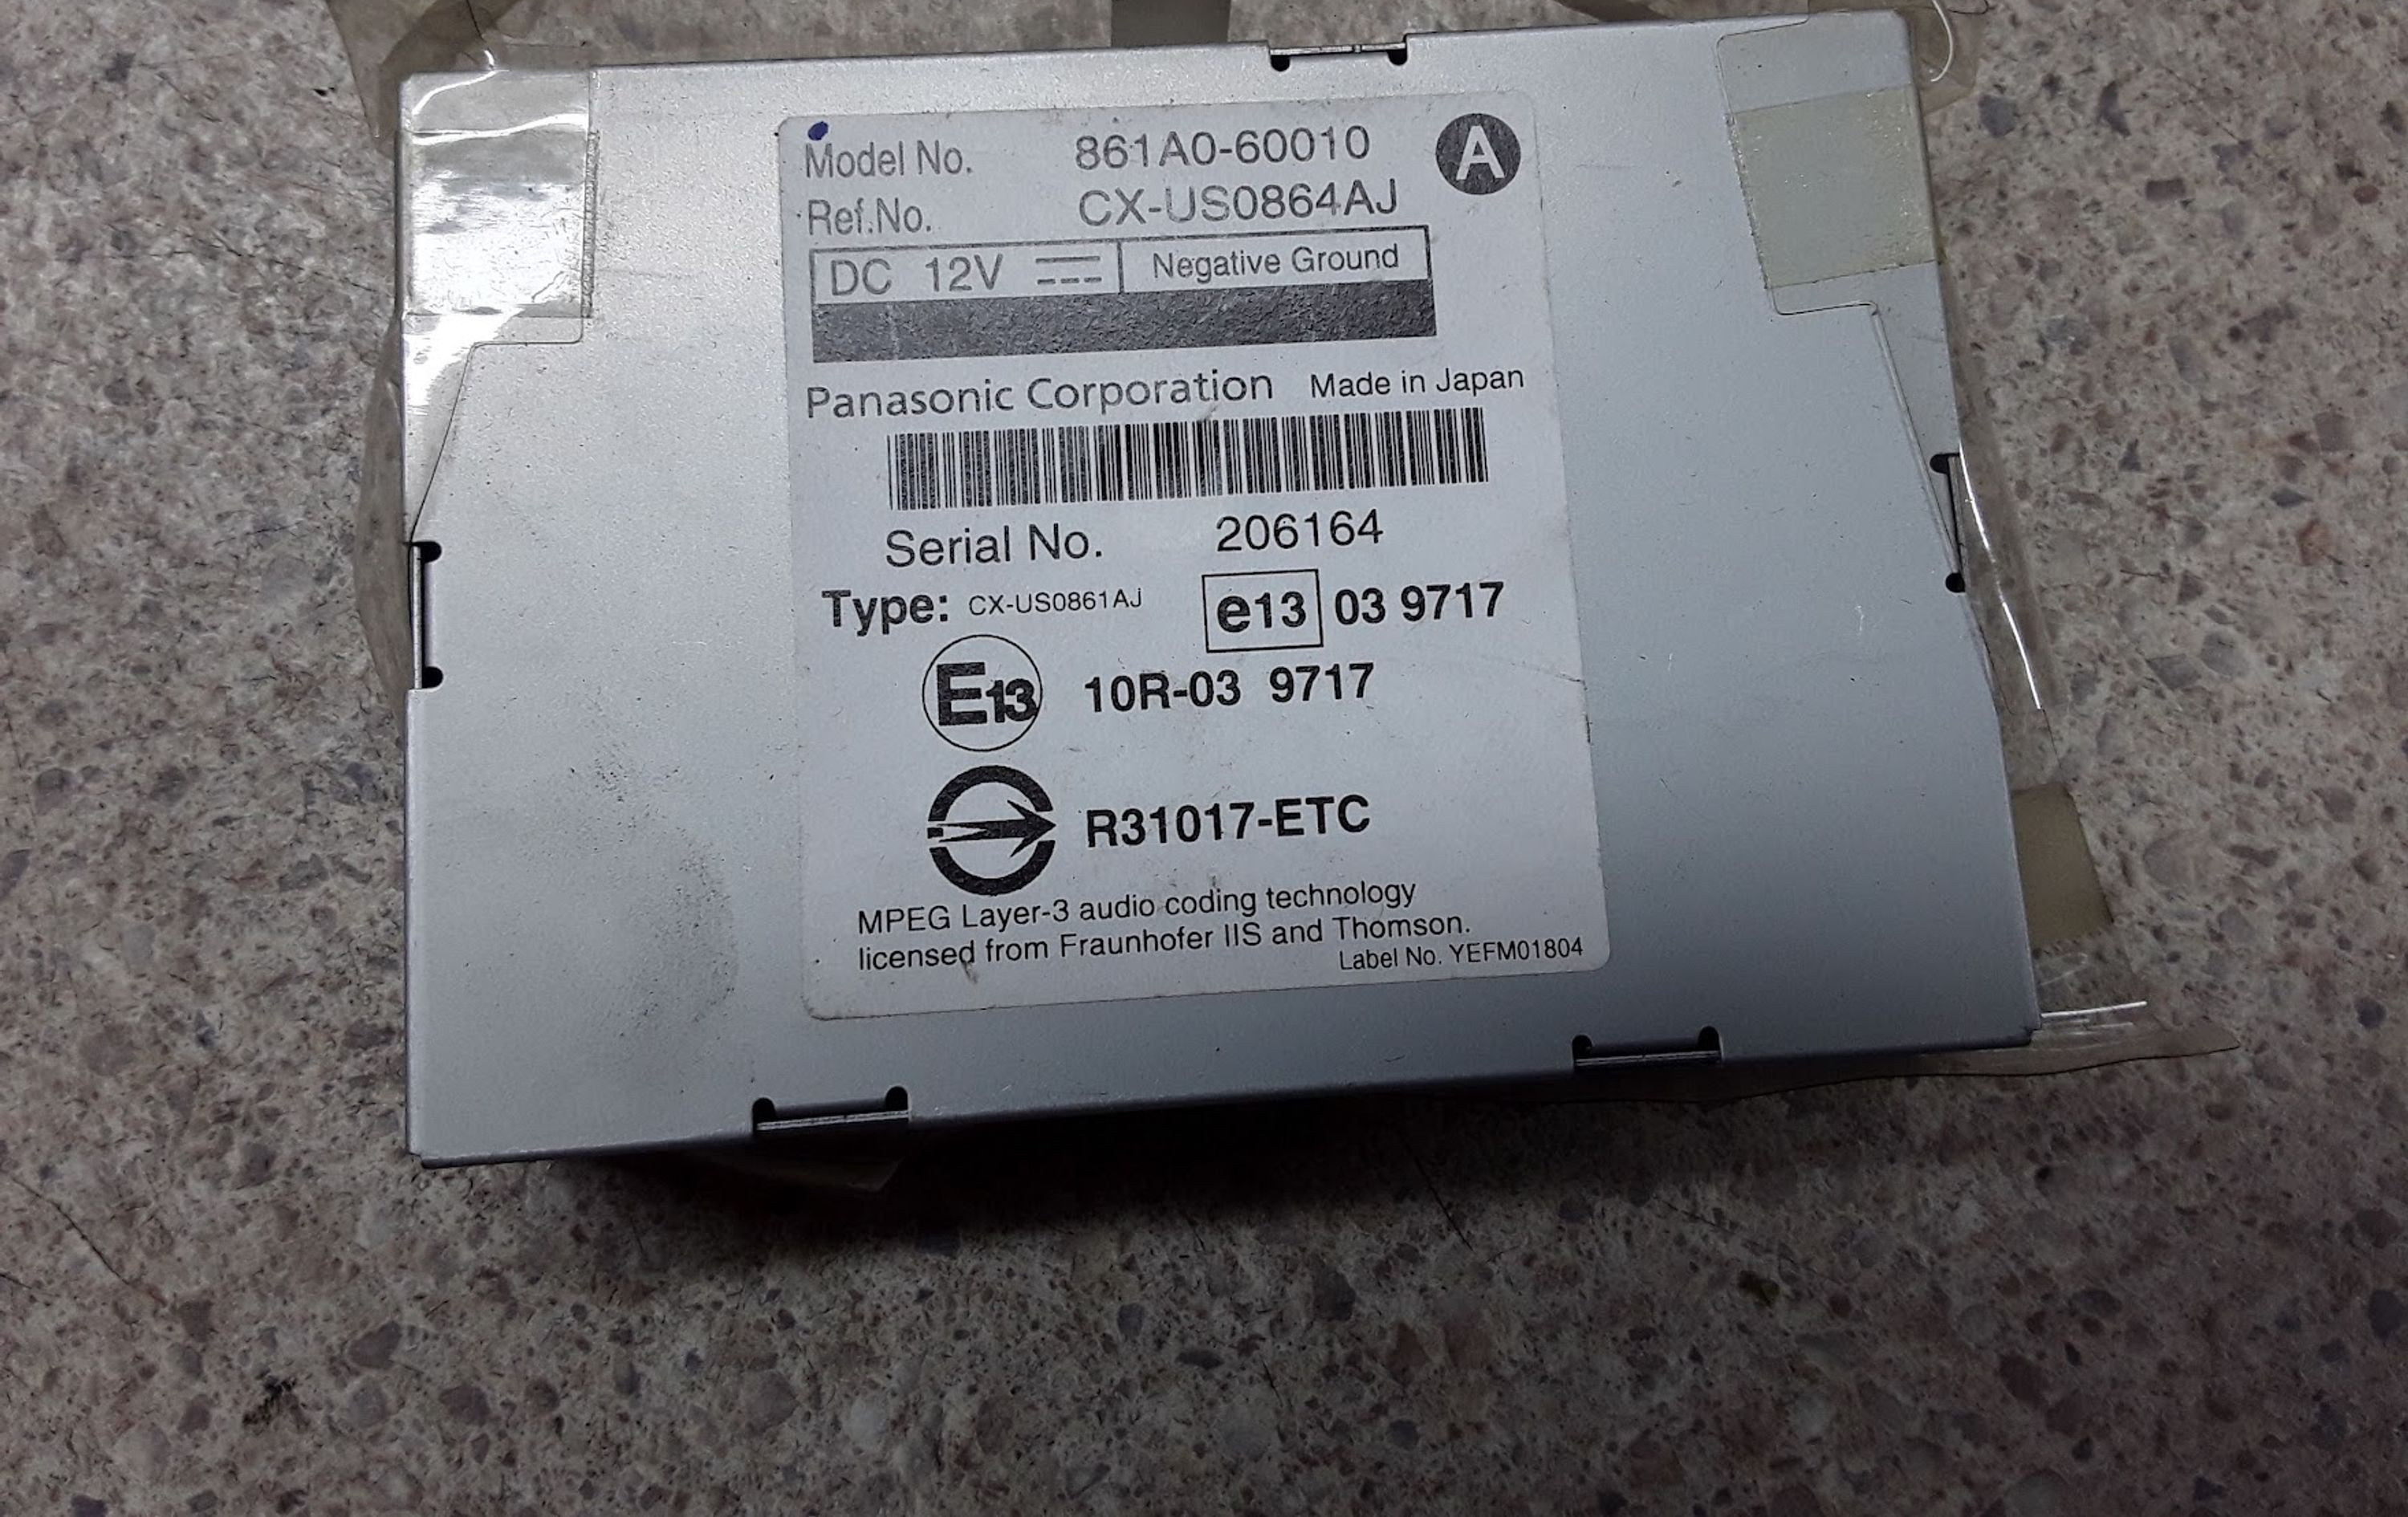 Model No. 861A0-60010 A
Ref.No. CX-US0864AJ
DC 12V Negative Ground
Panasonic Corporation Made in Japan
Serial No. 206164
Type: CX-US0861AJ e13 03 9717
E13 10R-03 9717
R31017-ETC
MPEG Layer-3 audio coding technology
licensed from Fraunhofer IIS and Thomson.
Label No. YEFM01804